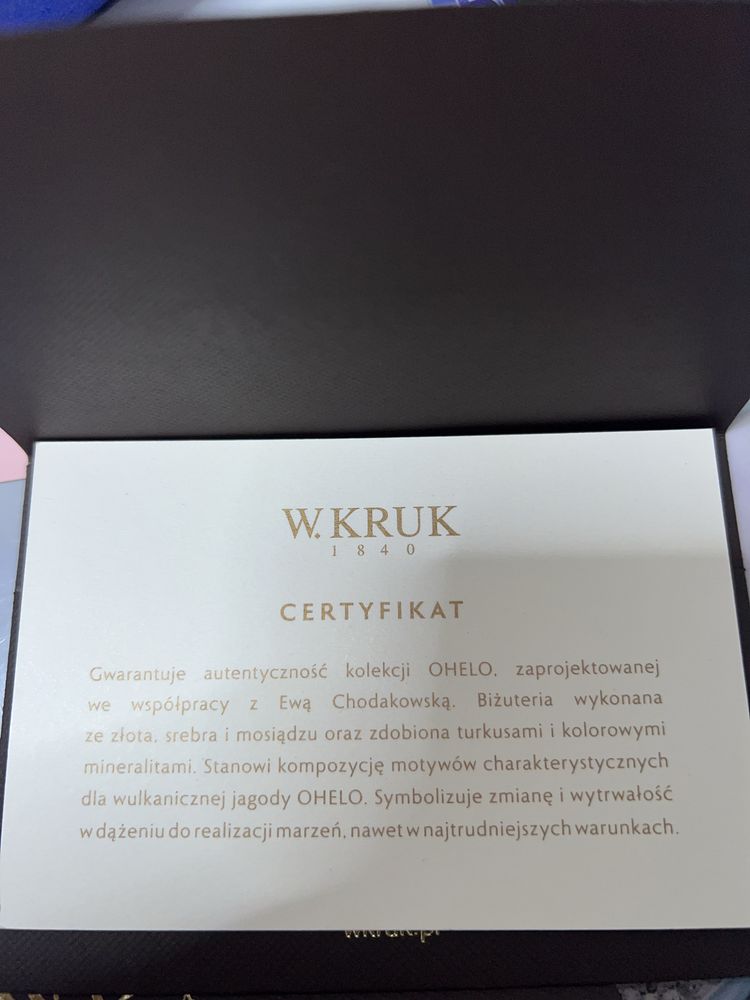 W.KRUK
1840
CERTYFIKAT
Gwarantuje autentyczność kolekcji OHELO, zaprojektowanej
we współpracy z Ewą Chodakowską. Biżuteria wykonana
ze złota, srebra i mosiądzu oraz zdobiona turkusami i kolorowymi
mineralitami. Stanowi kompozycję motywów charakterystycznych
dla wulkanicznej jagody OHELO. Symbolizuje zmianę i wytrwałość
w dążeniu do realizacji marzeń, nawet w najtrudniejszych warunkach.
wkruk.pl